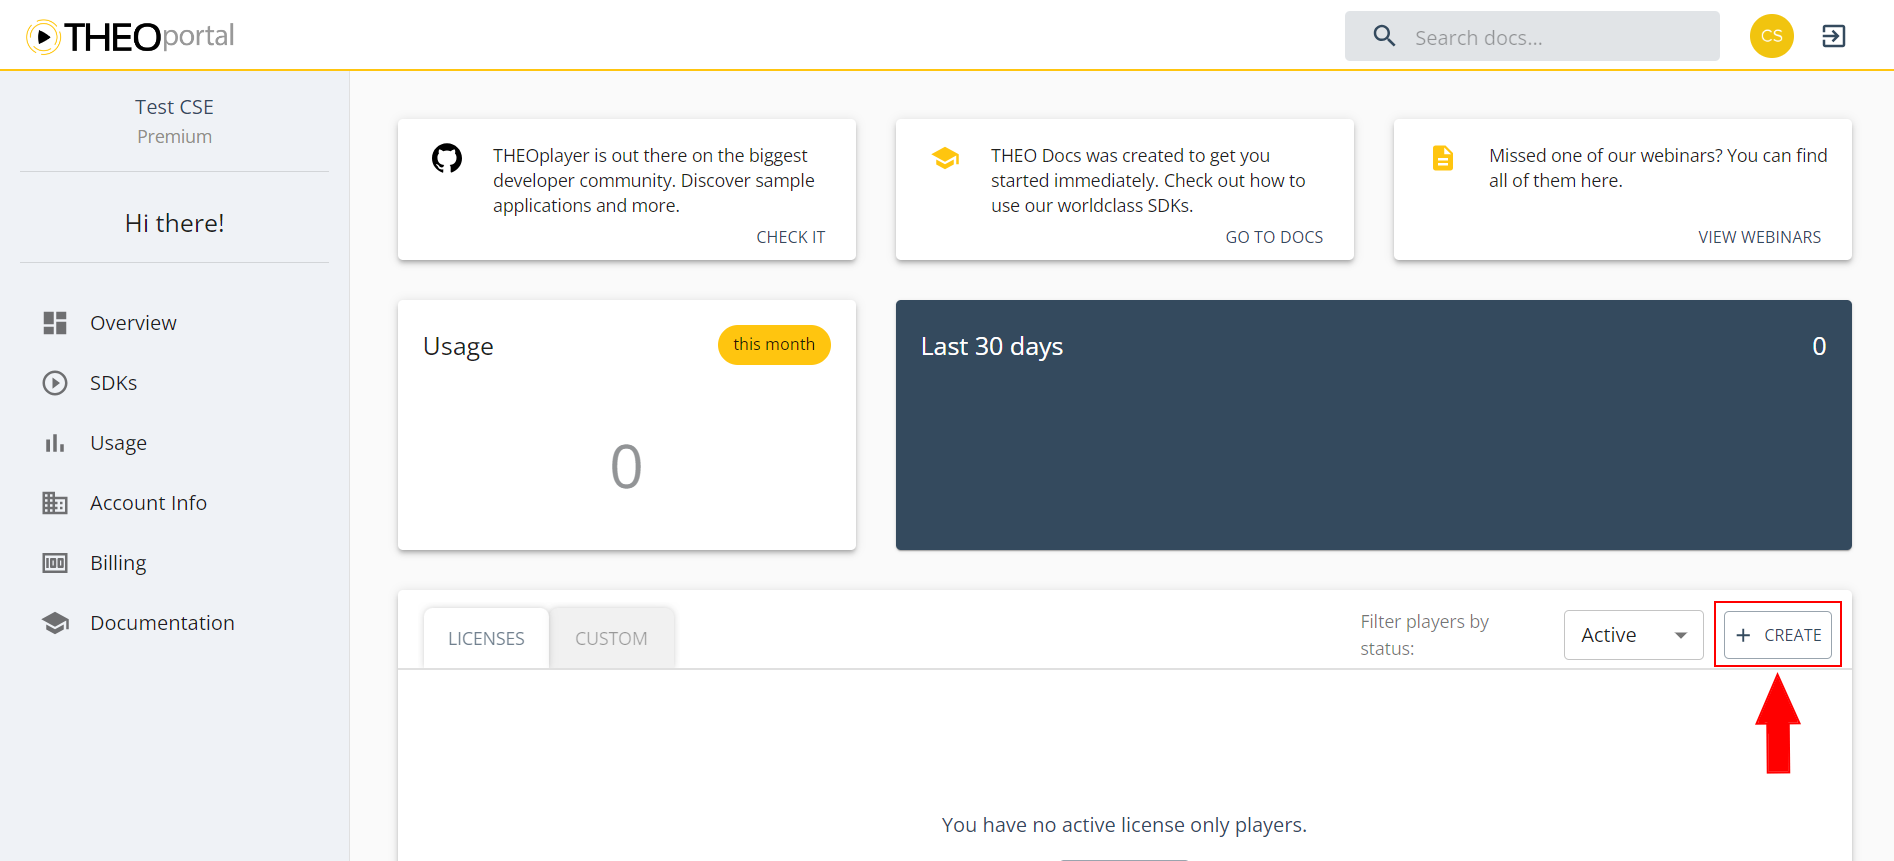 THEOportal
Search docs...
CS
Test CSE
Premium
Hi there!
Overview
SDKs
Usage
Account Info
Billing
Documentation
THEOplayer is out there on the biggest
developer community. Discover sample
applications and more.
CHECK IT
THEO Docs was created to get you
started immediately. Check out how to
use our worldclass SDKs.
GO TO DOCS
Missed one of our webinars? You can find
all of them here.
VIEW WEBINARS
Usage
this month
0
Last 30 days
0
LICENSES
CUSTOM
Filter players by
status:
Active
+ CREATE
You have no active license only players.